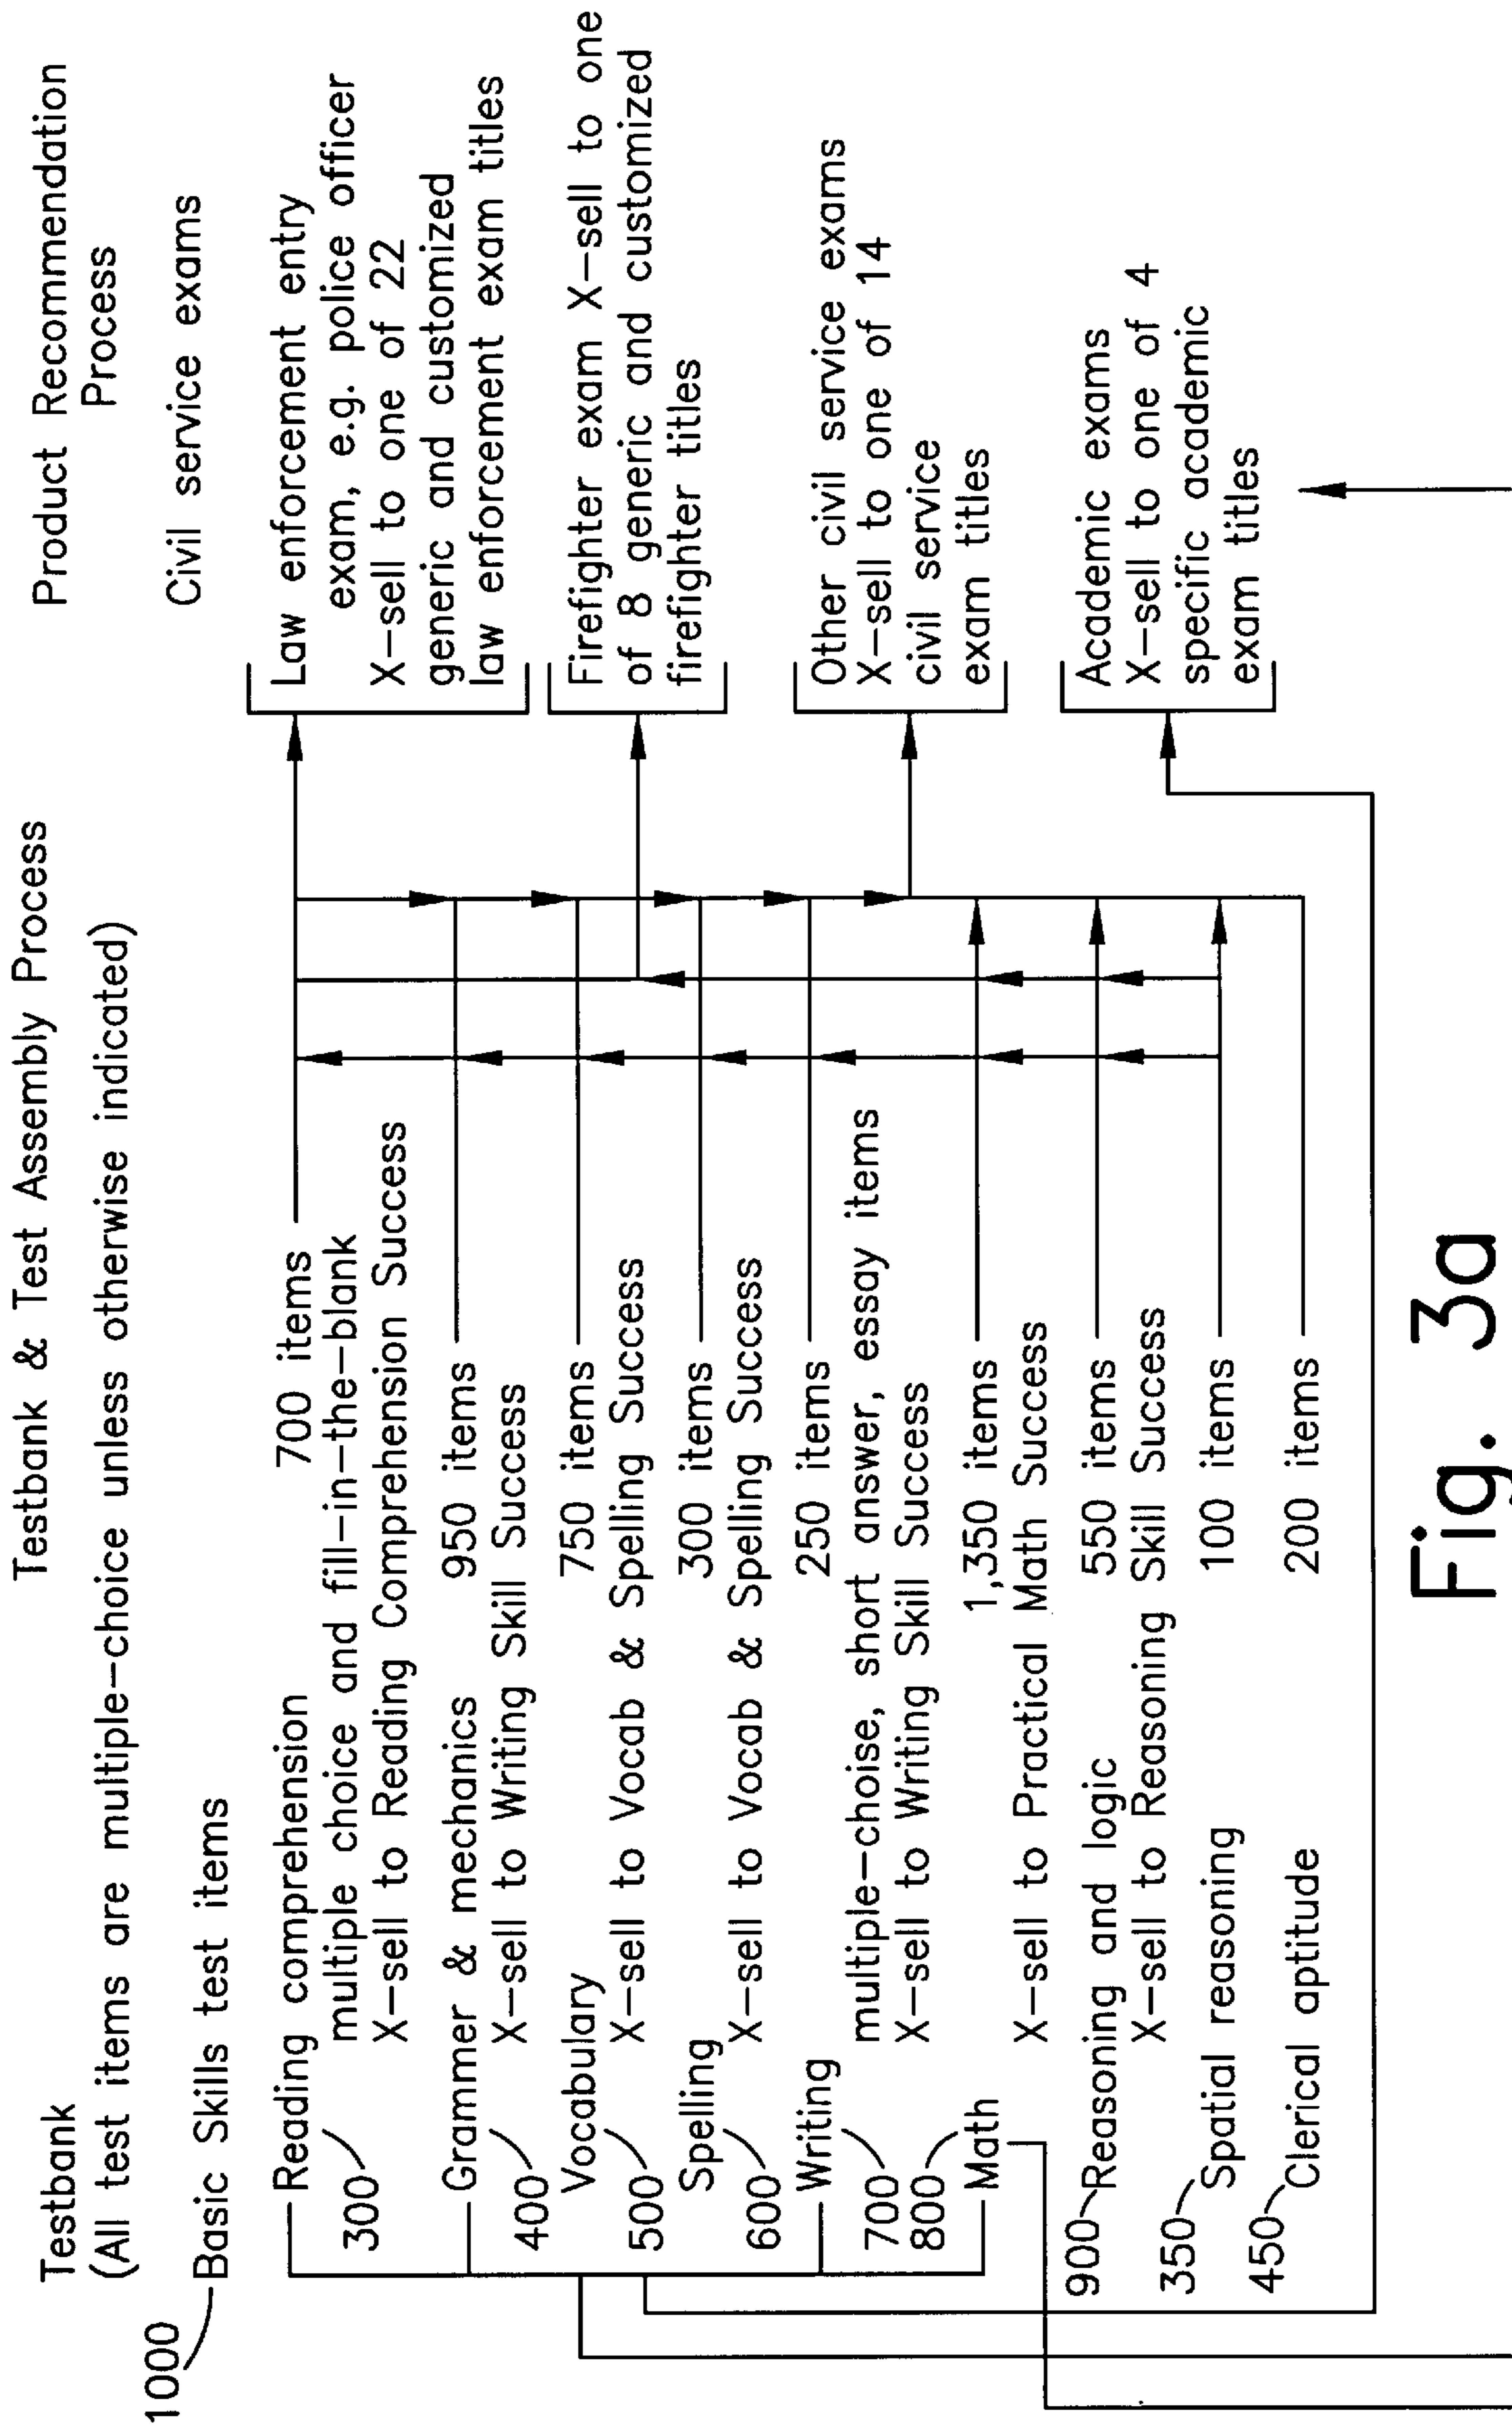 Testbank & Test Assembly Process
Product Recommendation
Process
Testbank
(All test items are multiple-choice unless otherwise indicated)
1000
Basic Skills test items
Civil service exams
Reading comprehension 700 items
300
multiple choice and fill-in-the-blank
X-sell to Reading Comprehension Success
Grammer & mechanics 950 items
400
X-sell to Writing Skill Success
Vocabulary 750 items
500
X-sell to Vocab & Spelling Success
Spelling 300 items
600
X-sell to Vocab & Spelling Success
Writing 250 items
700
multiple-choise, short answer, essay items
X-sell to Writing Skill Success
800
Math 1,350 items
X-sell to Practical Math Success
900
Reasoning and logic 550 items
X-sell to Reasoning Skill Success
350
Spatial reasoning 100 items
450
Clerical aptitude 200 items
Law enforcement entry
exam, e.g. police officer
X-sell to one of 22
generic and customized
law enforcement exam titles
Firefighter exam X-sell to one
of 8 generic and customized
firefighter titles
Other civil service exams
X-sell to one of 14
civil service
exam titles
Academic exams
X-sell to one of 4
specific academic
exam titles
Fig. 3a